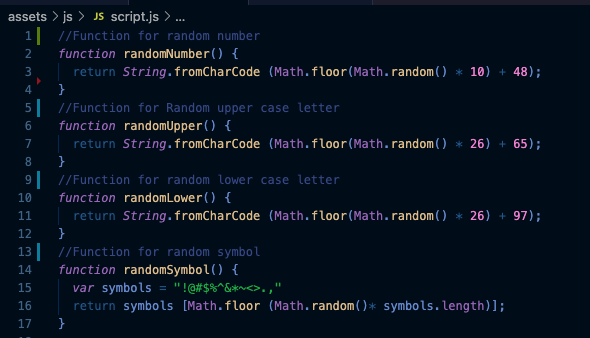 assets > js > JS script.js > ...
1 //Function for random number
2 function randomNumber() {
3 return String.fromCharCode (Math.floor(Math.random() * 10) + 48);
4 }
5 //Function for Random upper case letter
6 function randomUpper() {
7 return String.fromCharCode (Math.floor(Math.random() * 26) + 65);
8 }
9 //Function for random lower case letter
10 function randomLower() {
11 return String.fromCharCode (Math.floor(Math.random() * 26) + 97);
12 }
13 //Function for random symbol
14 function randomSymbol() {
15 var symbols = "!@#$%^&*~<>.,"
16 return symbols [Math.floor (Math.random()* symbols.length)];
17 }